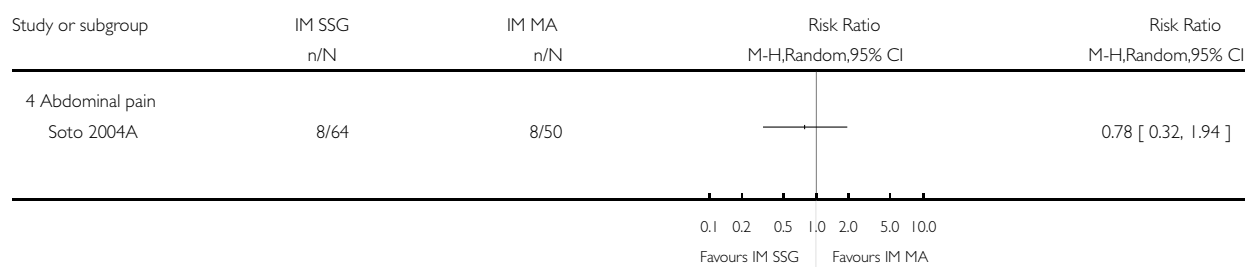 Study or subgroup IM SSG IM MA Risk Ratio Risk Ratio
n/N n/N M-H,Random,95% CI M-H,Random,95% CI
4 Abdominal pain
Soto 2004A 8/64 8/50 0.78 [ 0.32, 1.94 ]
0.1 0.2 0.5 1.0 2.0 5.0 10.0
Favours IM SSG Favours IM MA